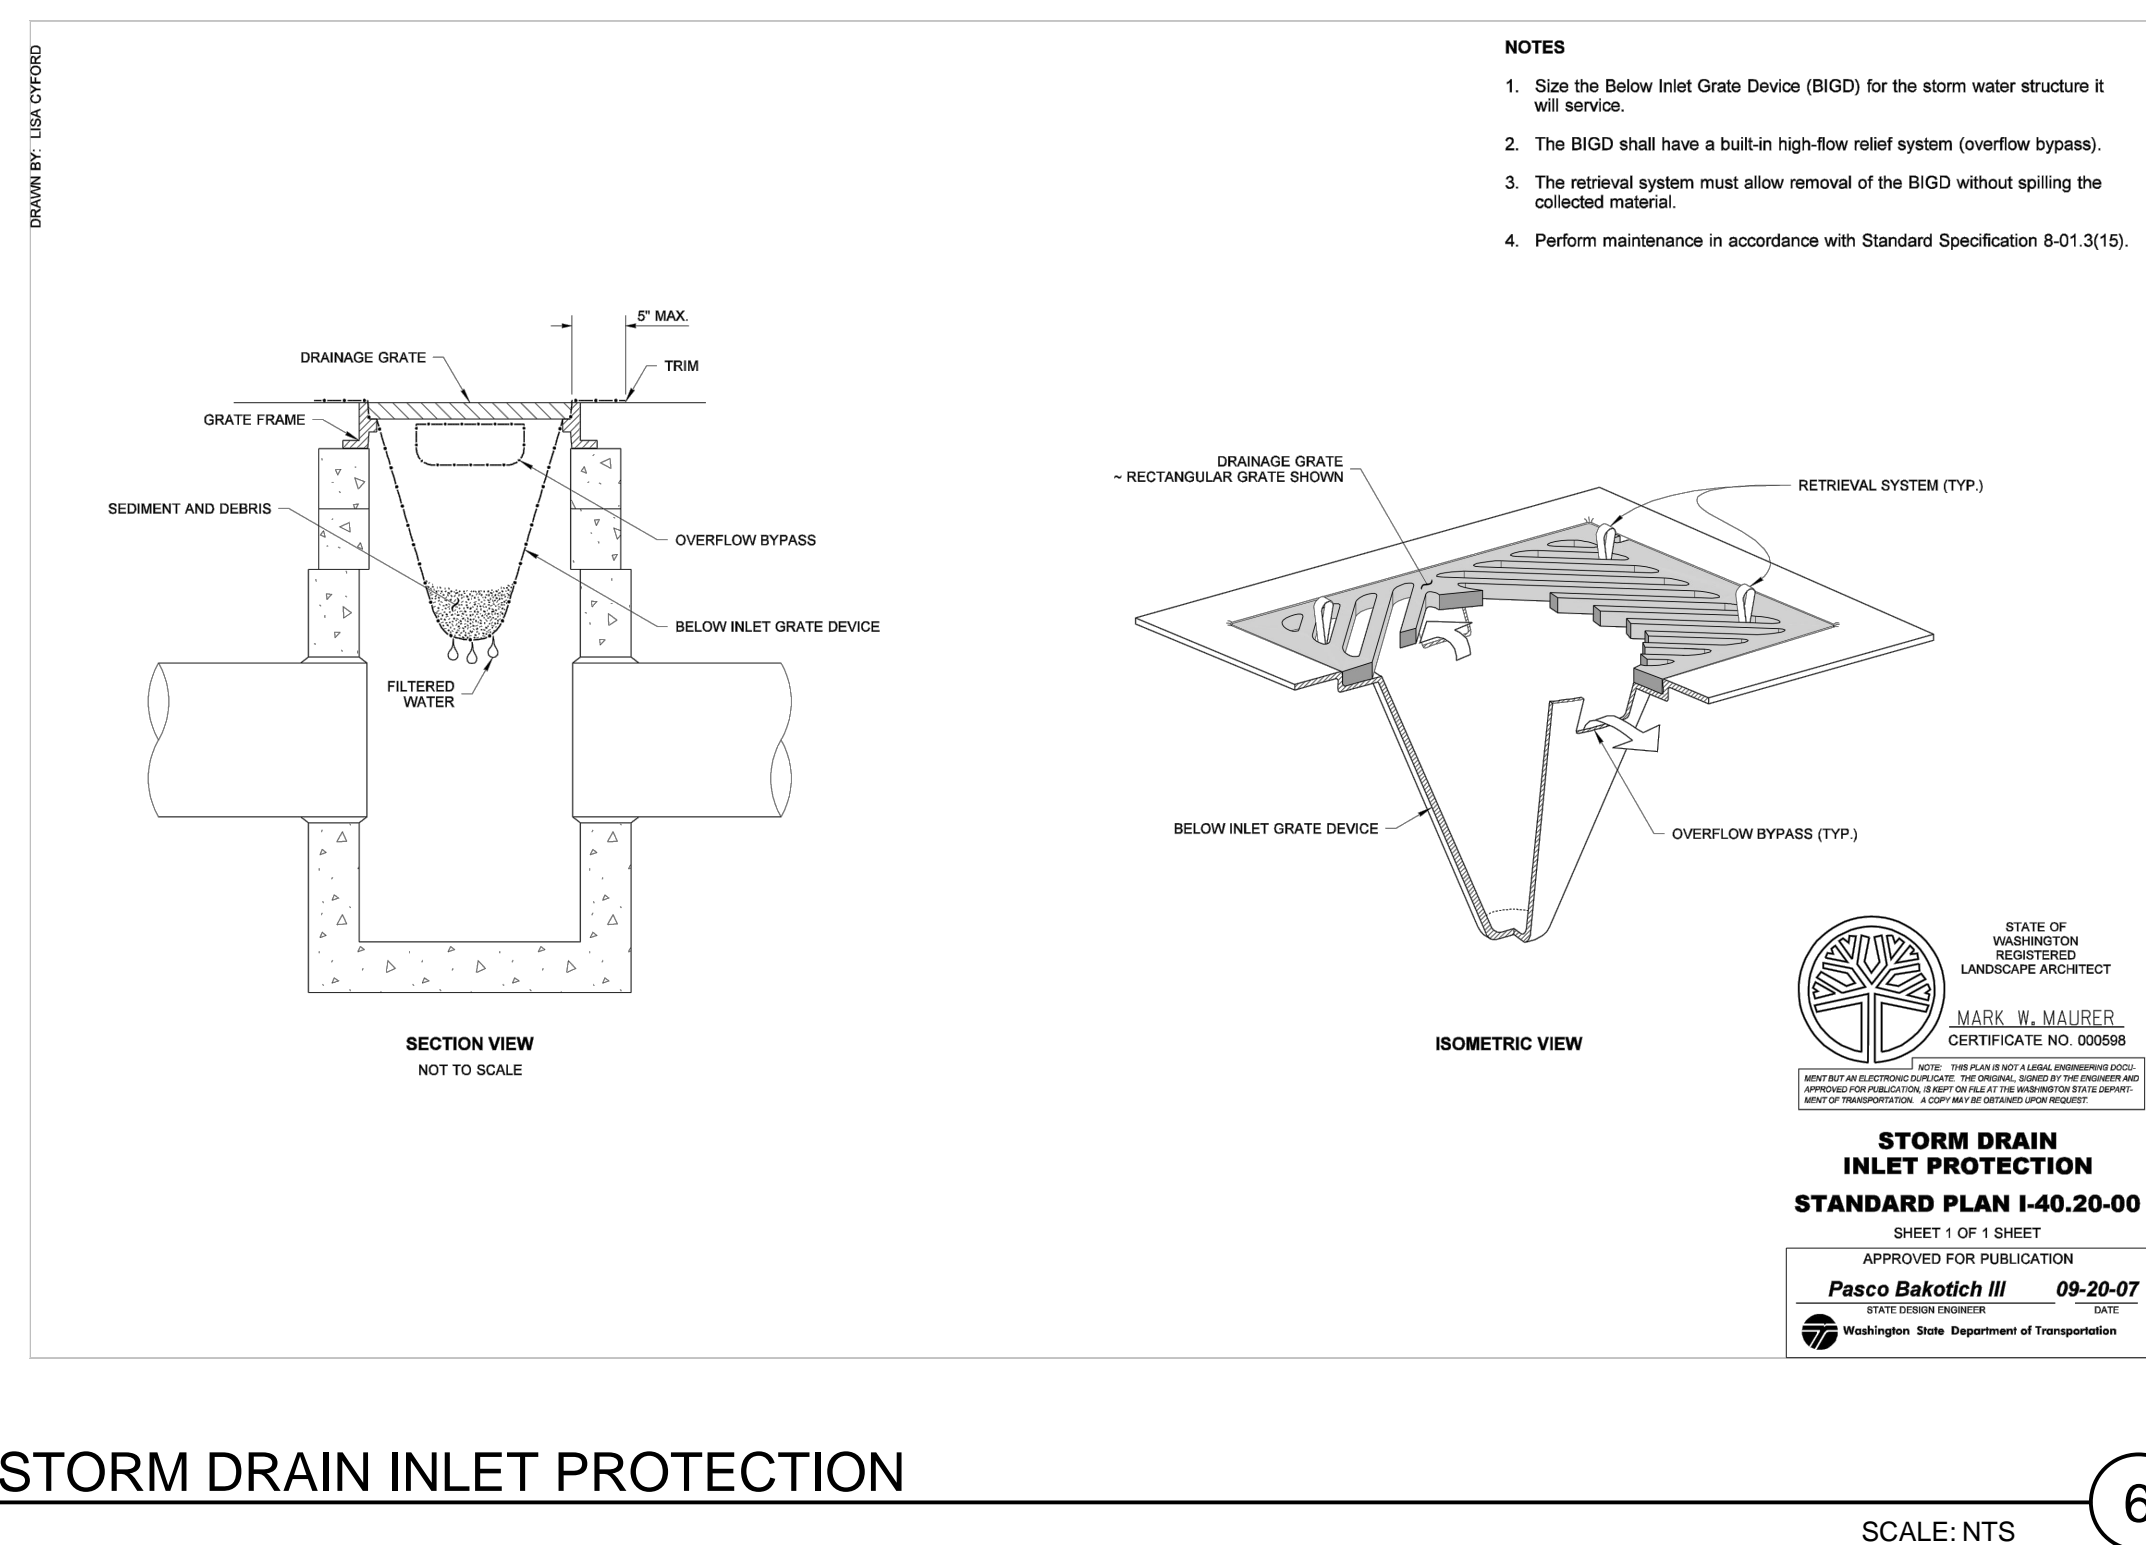 DRAWN BY: LISA CYFORD
NOTES
1. Size the Below Inlet Grate Device (BIGD) for the storm water structure it
will service.
2. The BIGD shall have a built-in high-flow relief system (overflow bypass).
3. The retrieval system must allow removal of the BIGD without spilling the
collected material.
4. Perform maintenance in accordance with Standard Specification 8-01.3(15).
5" MAX.
DRAINAGE GRATE
TRIM
GRATE FRAME
SEDIMENT AND DEBRIS
OVERFLOW BYPASS
BELOW INLET GRATE DEVICE
FILTERED
WATER
SECTION VIEW
NOT TO SCALE
DRAINAGE GRATE
~ RECTANGULAR GRATE SHOWN
RETRIEVAL SYSTEM (TYP.)
BELOW INLET GRATE DEVICE
OVERFLOW BYPASS (TYP.)
ISOMETRIC VIEW
STATE OF
WASHINGTON
REGISTERED
LANDSCAPE ARCHITECT
MARK W. MAURER
CERTIFICATE NO. 000598
NOTE: THIS PLAN IS NOT A LEGAL ENGINEERING DOCU-
MENT BUT AN ELECTRONIC DUPLICATE. THE ORIGINAL, SIGNED BY THE ENGINEER AND
APPROVED FOR PUBLICATION, IS KEPT ON FILE AT THE WASHINGTON STATE DEPART-
MENT OF TRANSPORTATION. A COPY MAY BE OBTAINED UPON REQUEST.
STORM DRAIN
INLET PROTECTION
STANDARD PLAN I-40.20-00
SHEET 1 OF 1 SHEET
APPROVED FOR PUBLICATION
Pasco Bakotich III 09-20-07
STATE DESIGN ENGINEER DATE
Washington State Department of Transportation
STORM DRAIN INLET PROTECTION
6
SCALE: NTS